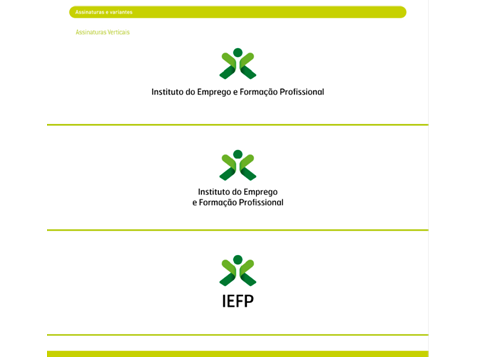 Assinaturas e variantes
Assinaturas Verticais
Instituto do Emprego e Formação Profissional
Instituto do Emprego
e Formação Profissional
IEFP